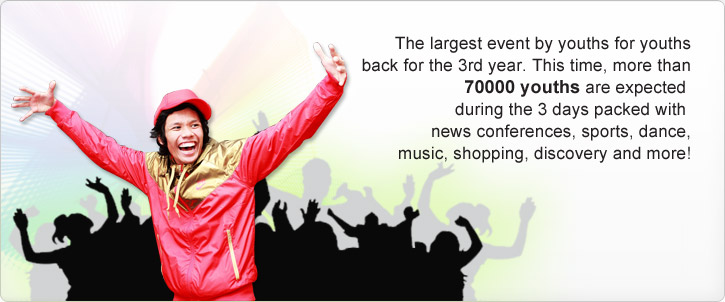 The largest event by youths for youths
back for the 3rd year. This time, more than
70000 youths are expected
during the 3 days packed with
news conferences, sports, dance,
music, shopping, discovery and more!